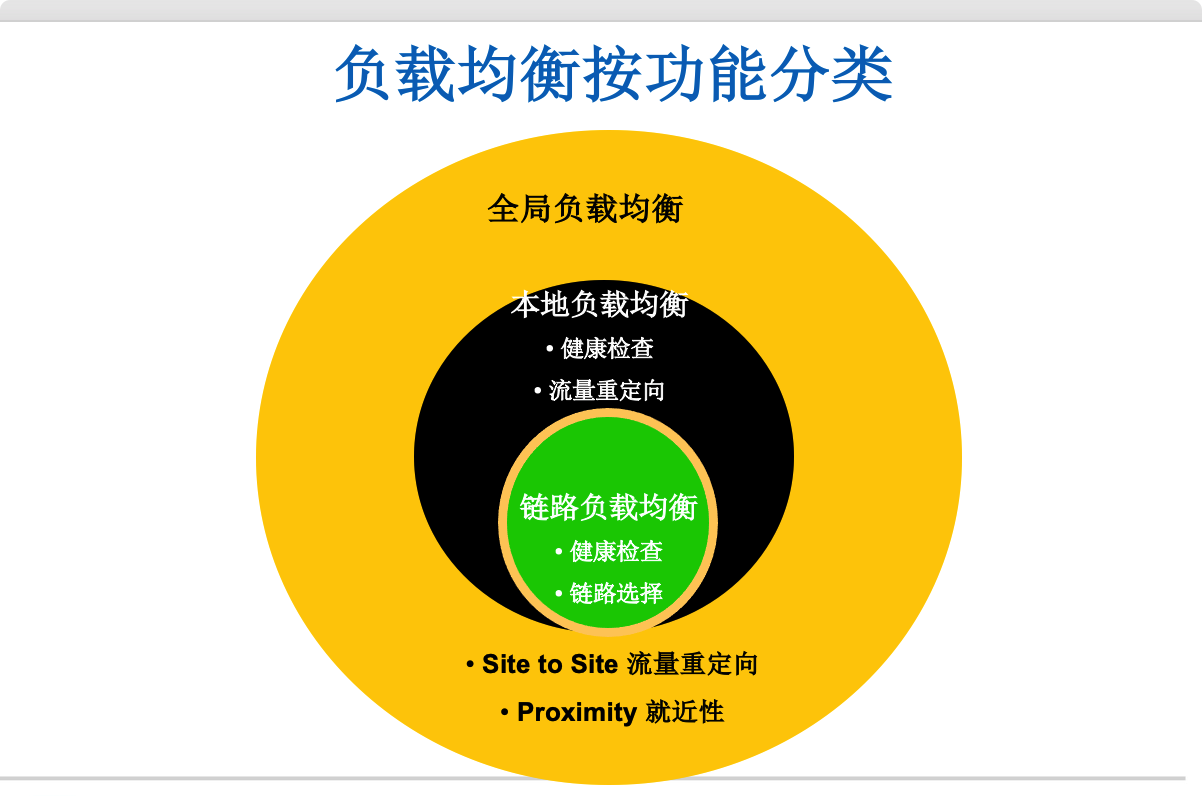 负载均衡按功能分类
全局负载均衡
本地负载均衡
• 健康检查
• 流量重定向
链路负载均衡
• 健康检查
• 链路选择
• Site to Site 流量重定向
• Proximity 就近性